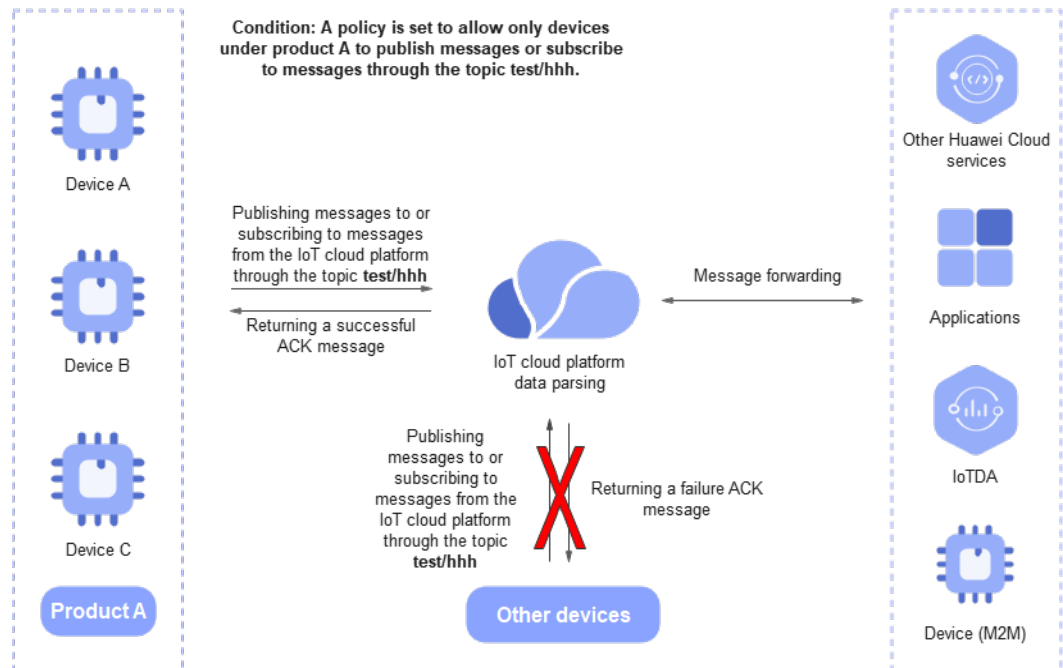 Condition: A policy is set to allow only devices
under product A to publish messages or subscribe
to messages through the topic test/hhh.
Device A
Device B
Device C
Product A
Publishing messages to or
subscribing to messages
from the IoT cloud platform
through the topic test/hhh
Returning a successful
ACK message
IoT cloud platform
data parsing
Message forwarding
Publishing
messages to or
subscribing to
messages from the
IoT cloud platform
through the topic
test/hhh
Returning a failure ACK
message
Other devices
Other Huawei Cloud
services
Applications
IoTDA
Device (M2M)